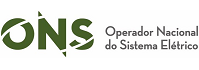 ONS
Operador Nacional
do Sistema Elétrico